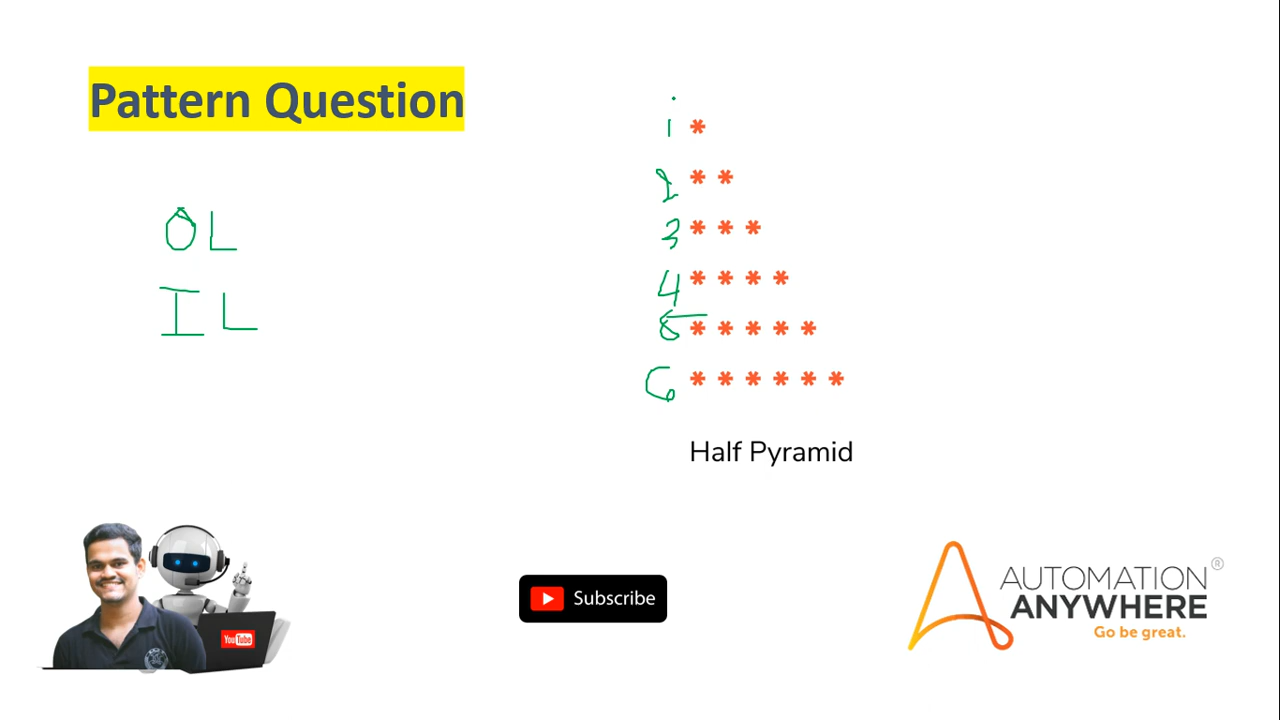 Pattern Question
OL
IL
i
1 *
2 * *
3 * * *
4 * * * *
5 * * * * *
6 * * * * * *
Half Pyramid
YouTube
Subscribe
AUTOMATION
ANYWHERE
®
Go be great.